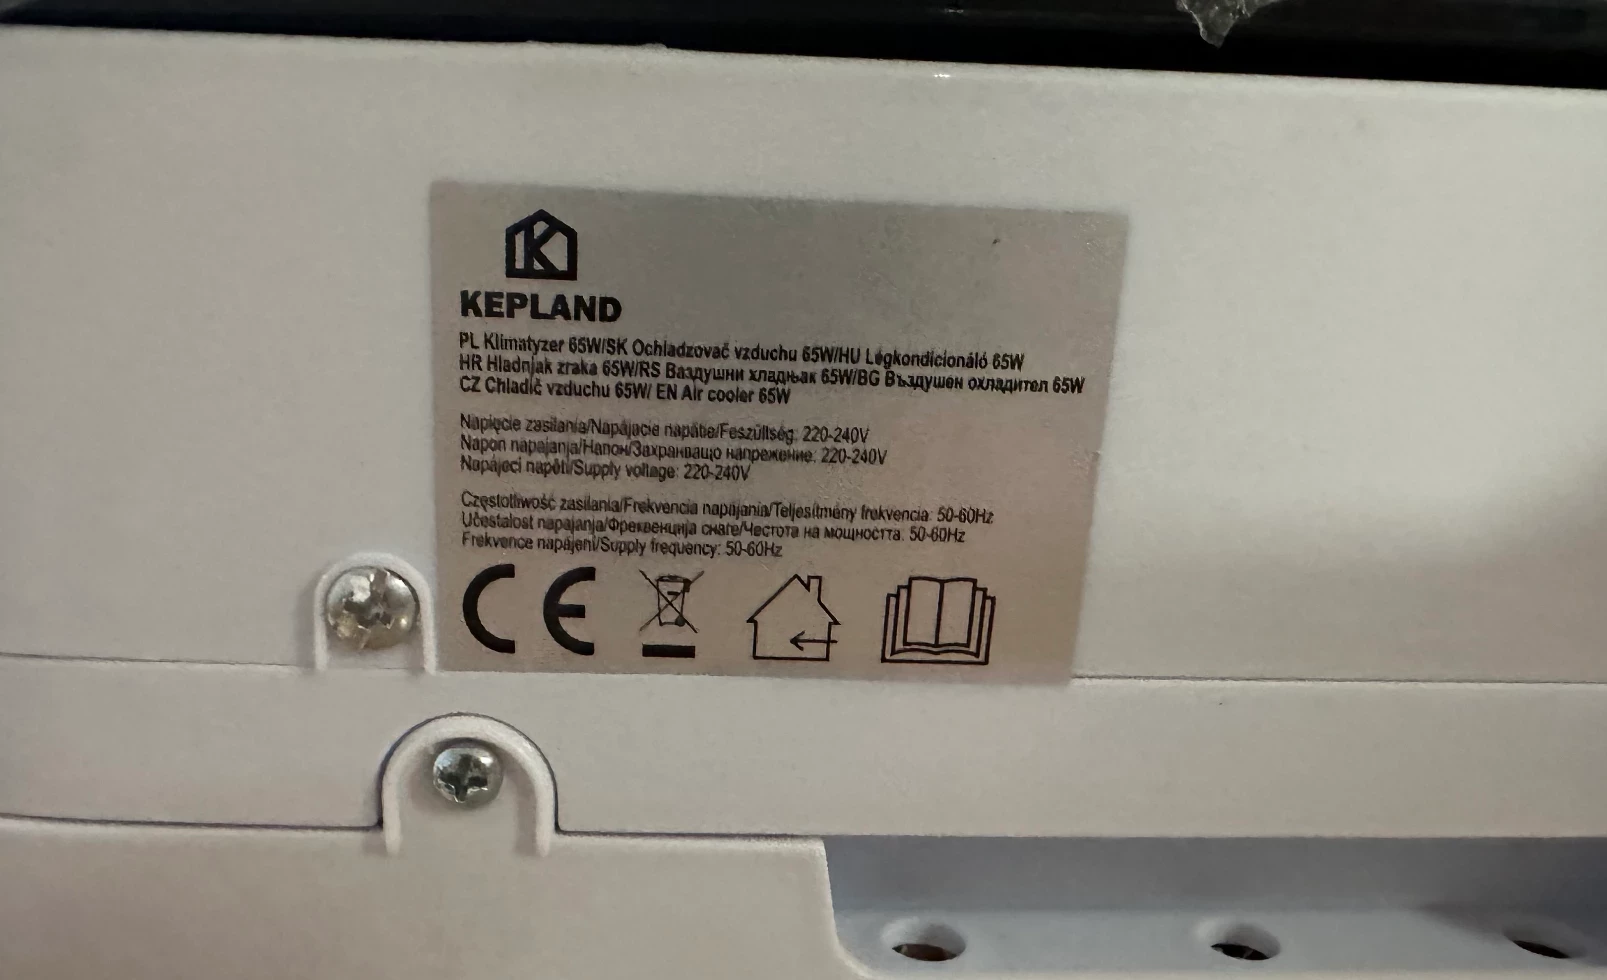 KEPLAND
PL Klimatyzer 65W/SK Ochladzovač vzduchu 65W/HU Légkondicionáló 65W
HR Hladnjak zraka 65W/RS Ваздушни хладњак 65W/BG Въздушен охладител 65W
CZ Chladič vzduchu 65W/ EN Air cooler 65W
Napięcie zasilania/Napájacie napätie/Feszültség: 220-240V
Napon napajanja/Напон/Захранващо напрежение: 220-240V
Napájecí napětí/Supply voltage: 220-240V
Częstotliwość zasilania/Frekvencia napájania/Teljesítmény frekvencia: 50-60Hz
Učestalost napajanja/Фреквенција снаге/Честота на мощността: 50-60Hz
Frekvence napájení/Supply frequency: 50-60Hz
CE